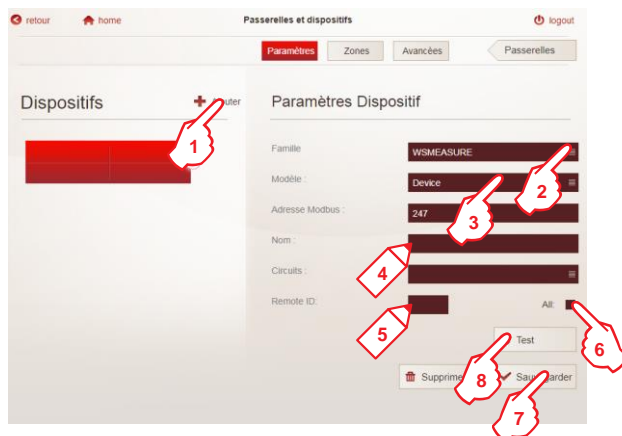 retour home Passerelles et dispositifs logout
Paramètres Zones Avancées Passerelles
Dispositifs Paramètres Dispositif
1
Famille WSMEASURE
2
Modèle : Device
3
Adresse Modbus : 247
Nom :
4
Circuits :
Remote ID: All:
5
6
Test
8
Sauvegarder
7